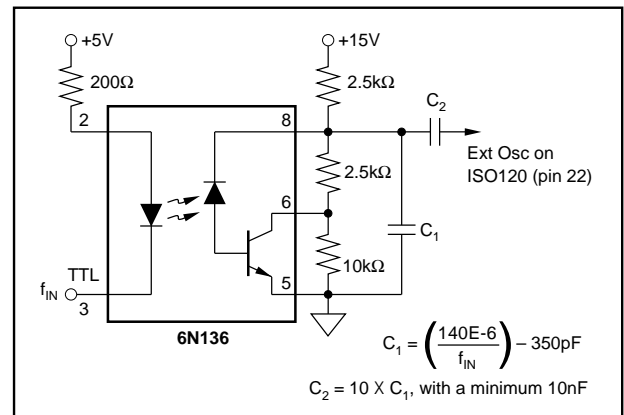 +5V
+15V
200Ω
2.5kΩ
2
8
C2
Ext Osc on
ISO120 (pin 22)
2.5kΩ
6
C1
10kΩ
TTL
fIN
3
5
6N136
C1 = (140E-6 / fIN) – 350pF
C2 = 10 X C1, with a minimum 10nF